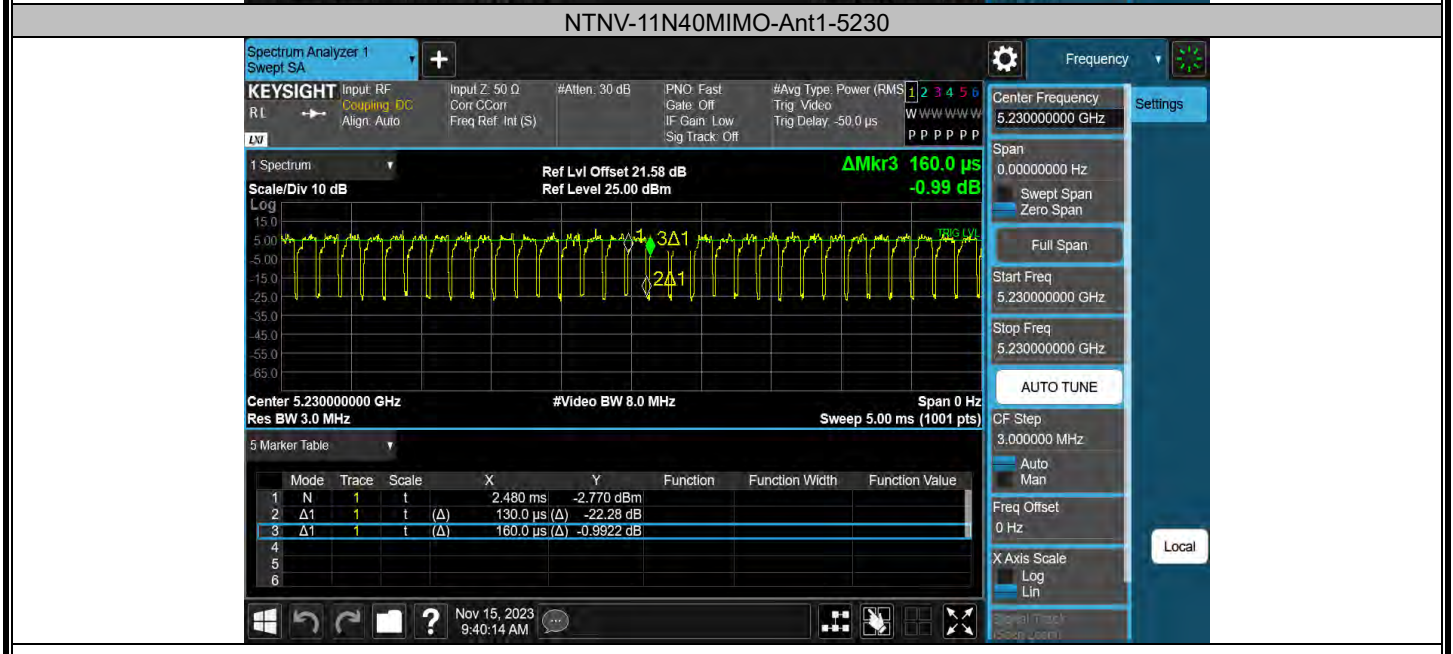 NTNV-11N40MIMO-Ant1-5230
Spectrum Analyzer 1
Swept SA
+
Frequency
KEYSIGHT
RL
LXI
Input: RF
Coupling: DC
Align: Auto
Input Z: 50 Ω
Corr CCorr
Freq Ref: Int (S)
#Atten: 30 dB
PNO: Fast
Gate: Off
IF Gain: Low
Sig Track: Off
#Avg Type: Power (RMS
Trig: Video
Trig Delay: -50.0 µs
1 2 3 4 5 6
W W W W W W
P P P P P P
Center Frequency
5.230000000 GHz
Settings
1 Spectrum
Scale/Div 10 dB
Ref Lvl Offset 21.58 dB
Ref Level 25.00 dBm
ΔMkr3 160.0 µs
-0.99 dB
Log
15.0
5.00
-5.00
-15.0
-25.0
-35.0
-45.0
-55.0
-65.0
1
3Δ1
2Δ1
TRIG LVL
Center 5.230000000 GHz
#Video BW 8.0 MHz
Span 0 Hz
Res BW 3.0 MHz
Sweep 5.00 ms (1001 pts)
Span
0.00000000 Hz
Swept Span
Zero Span
Full Span
Start Freq
5.230000000 GHz
Stop Freq
5.230000000 GHz
AUTO TUNE
CF Step
3.000000 MHz
Auto
Man
Freq Offset
0 Hz
X Axis Scale
Log
Lin
Signal Track
(Span Zoom)
Local
5 Marker Table
Mode Trace Scale X Y Function Function Width Function Value
1 N 1 t 2.480 ms -2.770 dBm
2 Δ1 1 t (Δ) 130.0 µs (Δ) -22.28 dB
3 Δ1 1 t (Δ) 160.0 µs (Δ) -0.9922 dB
4
5
6
?
Nov 15, 2023
9:40:14 AM